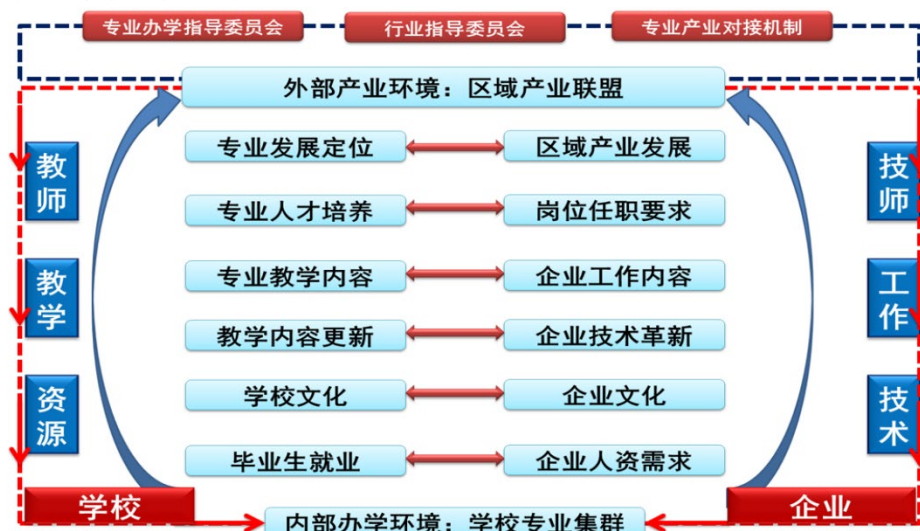 专业办学指导委员会
行业指导委员会
专业产业对接机制
外部产业环境：区域产业联盟
专业发展定位
区域产业发展
专业人才培养
岗位任职要求
专业教学内容
企业工作内容
教学内容更新
企业技术革新
学校文化
企业文化
毕业生就业
企业人资需求
教师
教学
资源
技师
工作
技术
学校
企业
内部办学环境：学校专业集群